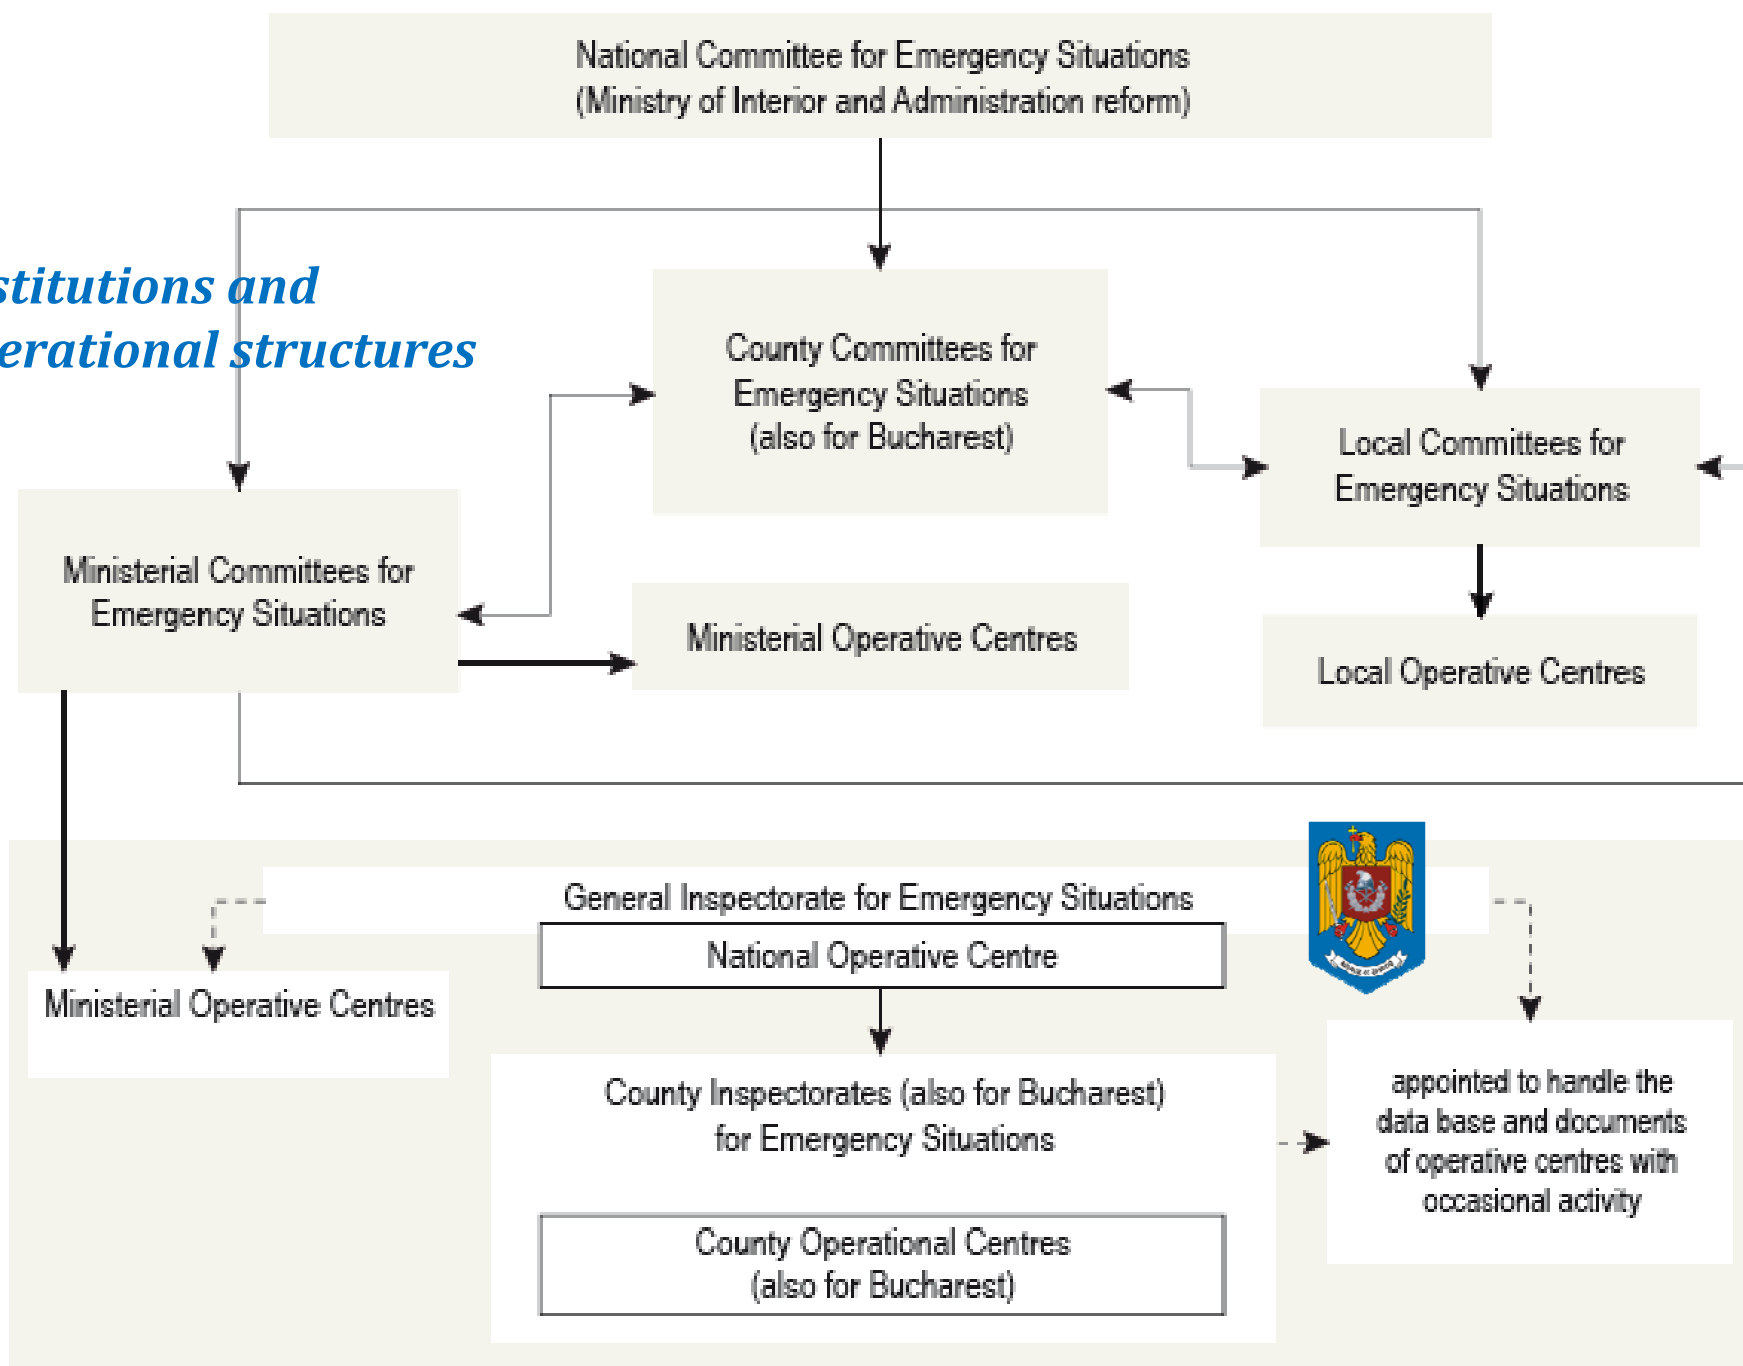 National Committee for Emergency Situations
(Ministry of Interior and Administration reform)
stitutions and
erational structures
County Committees for
Emergency Situations
(also for Bucharest)
Local Committees for
Emergency Situations
Ministerial Committees for
Emergency Situations
Ministerial Operative Centres
Local Operative Centres
General Inspectorate for Emergency Situations
National Operative Centre
Ministerial Operative Centres
County Inspectorates (also for Bucharest)
for Emergency Situations
appointed to handle the
data base and documents
of operative centres with
occasional activity
County Operational Centres
(also for Bucharest)